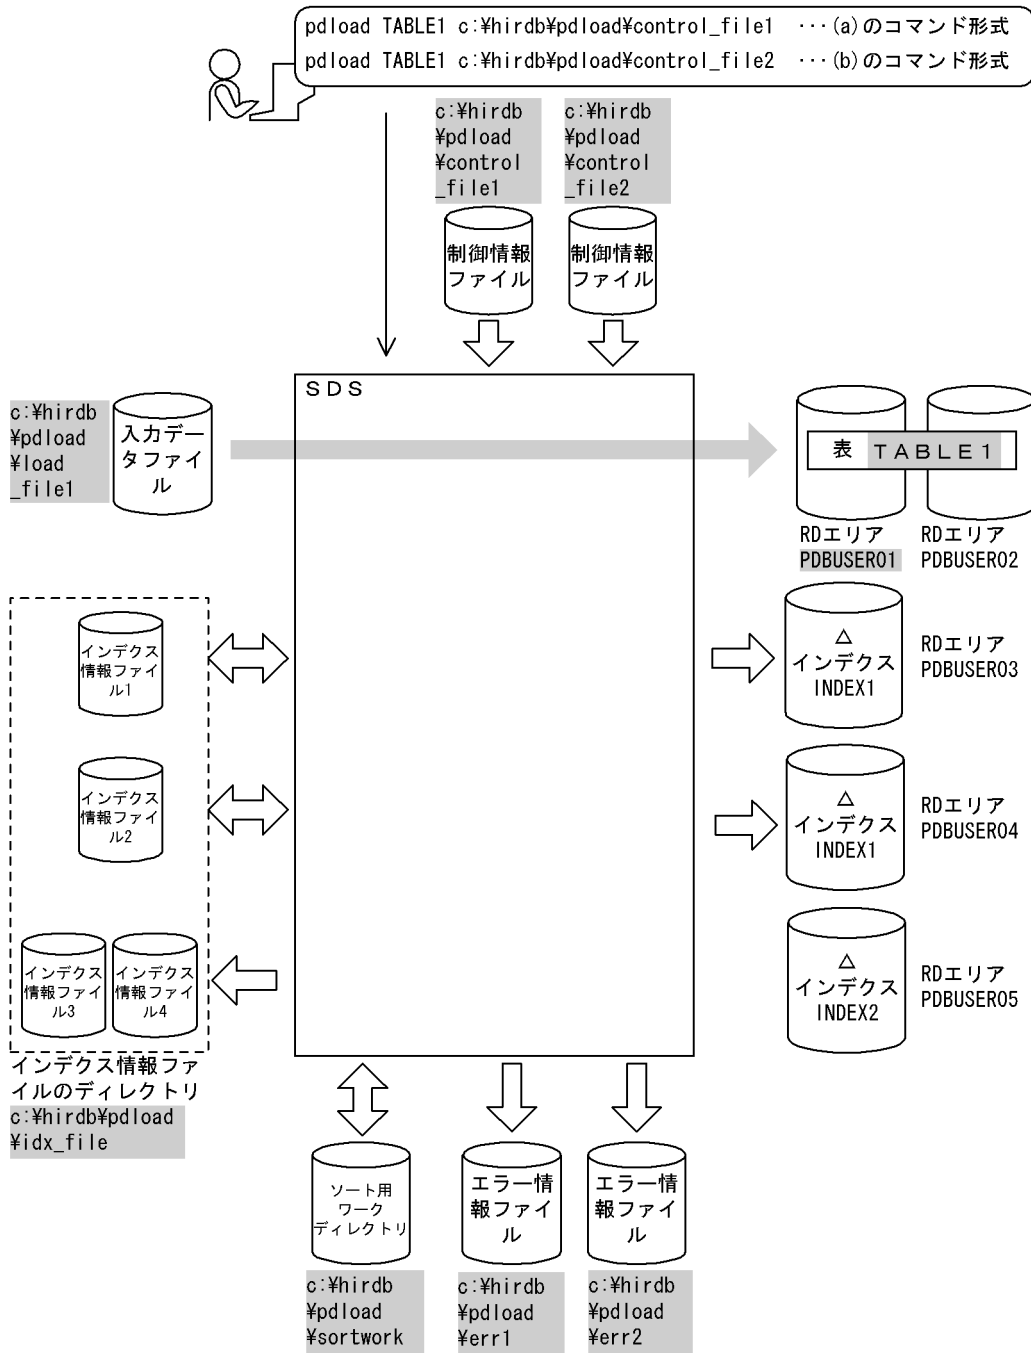 pdload TABLE1 c:¥hirdb¥pdload¥control_file1 ···(a)のコマンド形式
pdload TABLE1 c:¥hirdb¥pdload¥control_file2 ···(b)のコマンド形式
c:¥hirdb
¥pdload
¥control
_file1
c:¥hirdb
¥pdload
¥control
_file2
制御情報
ファイル
制御情報
ファイル
SDS
c:¥hirdb
¥pdload
¥load
_file1
入力デー
タファイ
ル
表 TABLE1
RDエリア
PDBUSER01
RDエリア
PDBUSER02
インデクス
情報ファイ
ル1
△
インデクス
INDEX1
RDエリア
PDBUSER03
インデクス
情報ファイ
ル2
△
インデクス
INDEX1
RDエリア
PDBUSER04
インデクス
情報ファイ
ル3
インデクス
情報ファイ
ル4
△
インデクス
INDEX2
RDエリア
PDBUSER05
インデクス情報ファ
イルのディレクトリ
c:¥hirdb¥pdload
¥idx_file
ソート用
ワーク
ディレクトリ
エラー情
報ファイ
ル
エラー情
報ファイ
ル
c:¥hirdb
¥pdload
¥sortwork
c:¥hirdb
¥pdload
¥err1
c:¥hirdb
¥pdload
¥err2